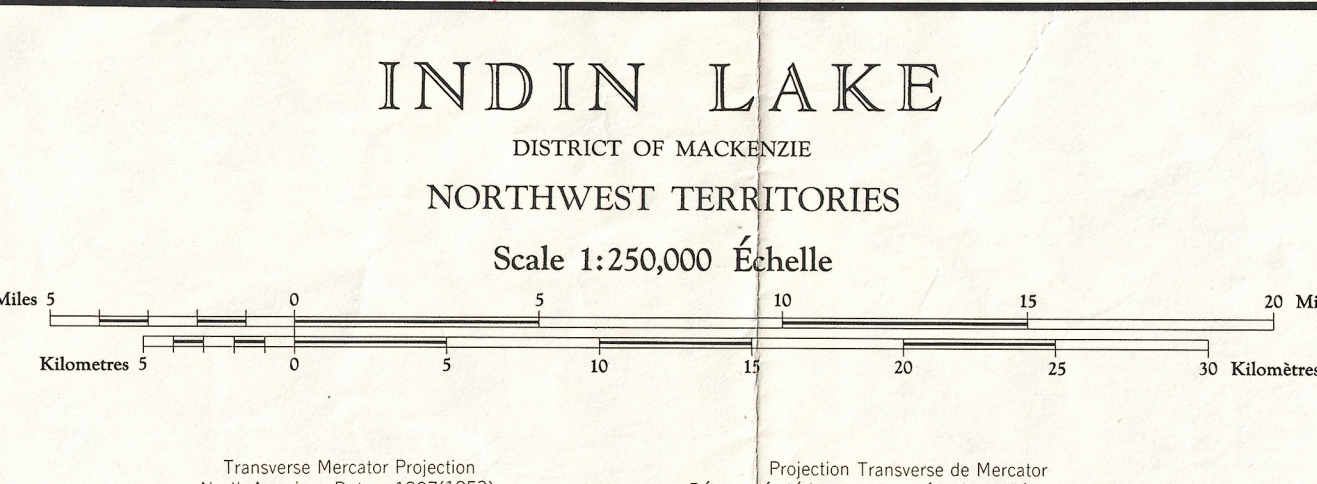 INDIN LAKE
DISTRICT OF MACKENZIE
NORTHWEST TERRITORIES
Scale 1:250,000 Échelle
Miles 5 0 5 10 15 20 Mi
Kilometres 5 0 5 10 15 20 25 30 Kilomètres
Transverse Mercator Projection
Projection Transverse de Mercator